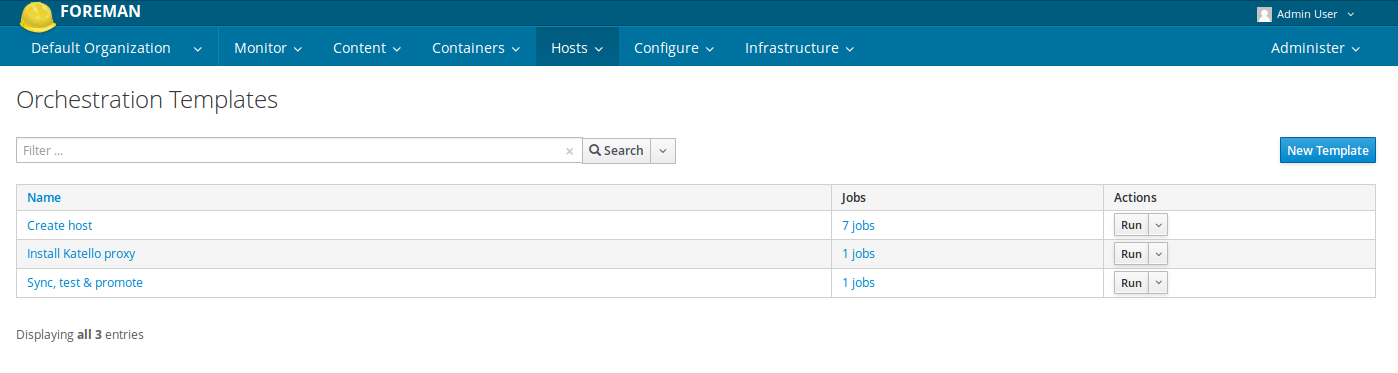 FOREMAN
Admin User
Default Organization Monitor Content Containers Hosts Configure Infrastructure Administer
Orchestration Templates
Filter ... × Search New Template
Name Jobs Actions
Create host 7 jobs Run
Install Katello proxy 1 jobs Run
Sync, test & promote 1 jobs Run
Displaying all 3 entries